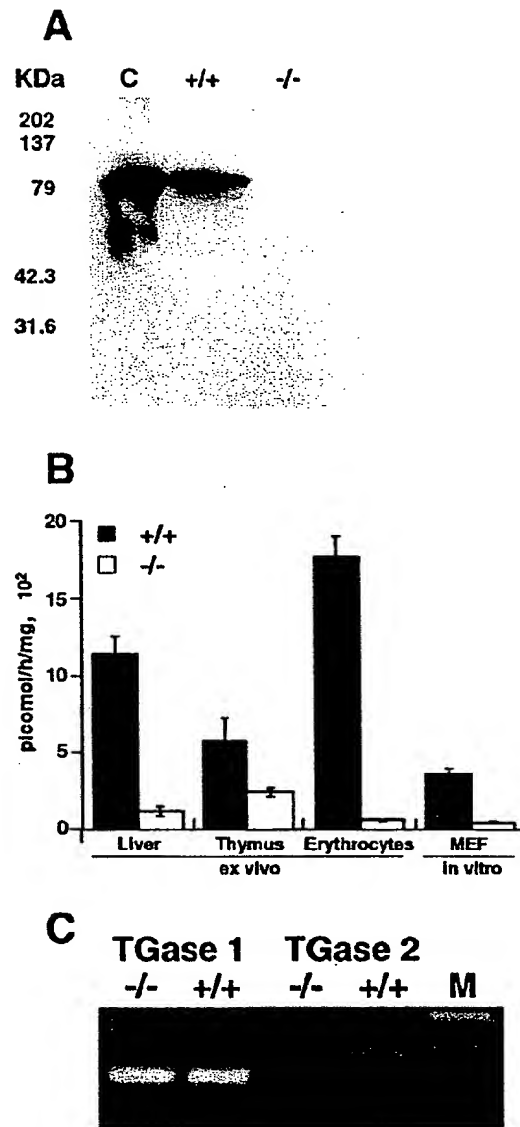 A
KDa C +/+ -/-
202
137
79
42.3
31.6
B
+/+
-/-
picomol/h/mg, 10²
20
15
10
5
0
Liver Thymus Erythrocytes MEF
ex vivo in vitro
C
TGase 1 TGase 2
-/- +/+ -/- +/+ M